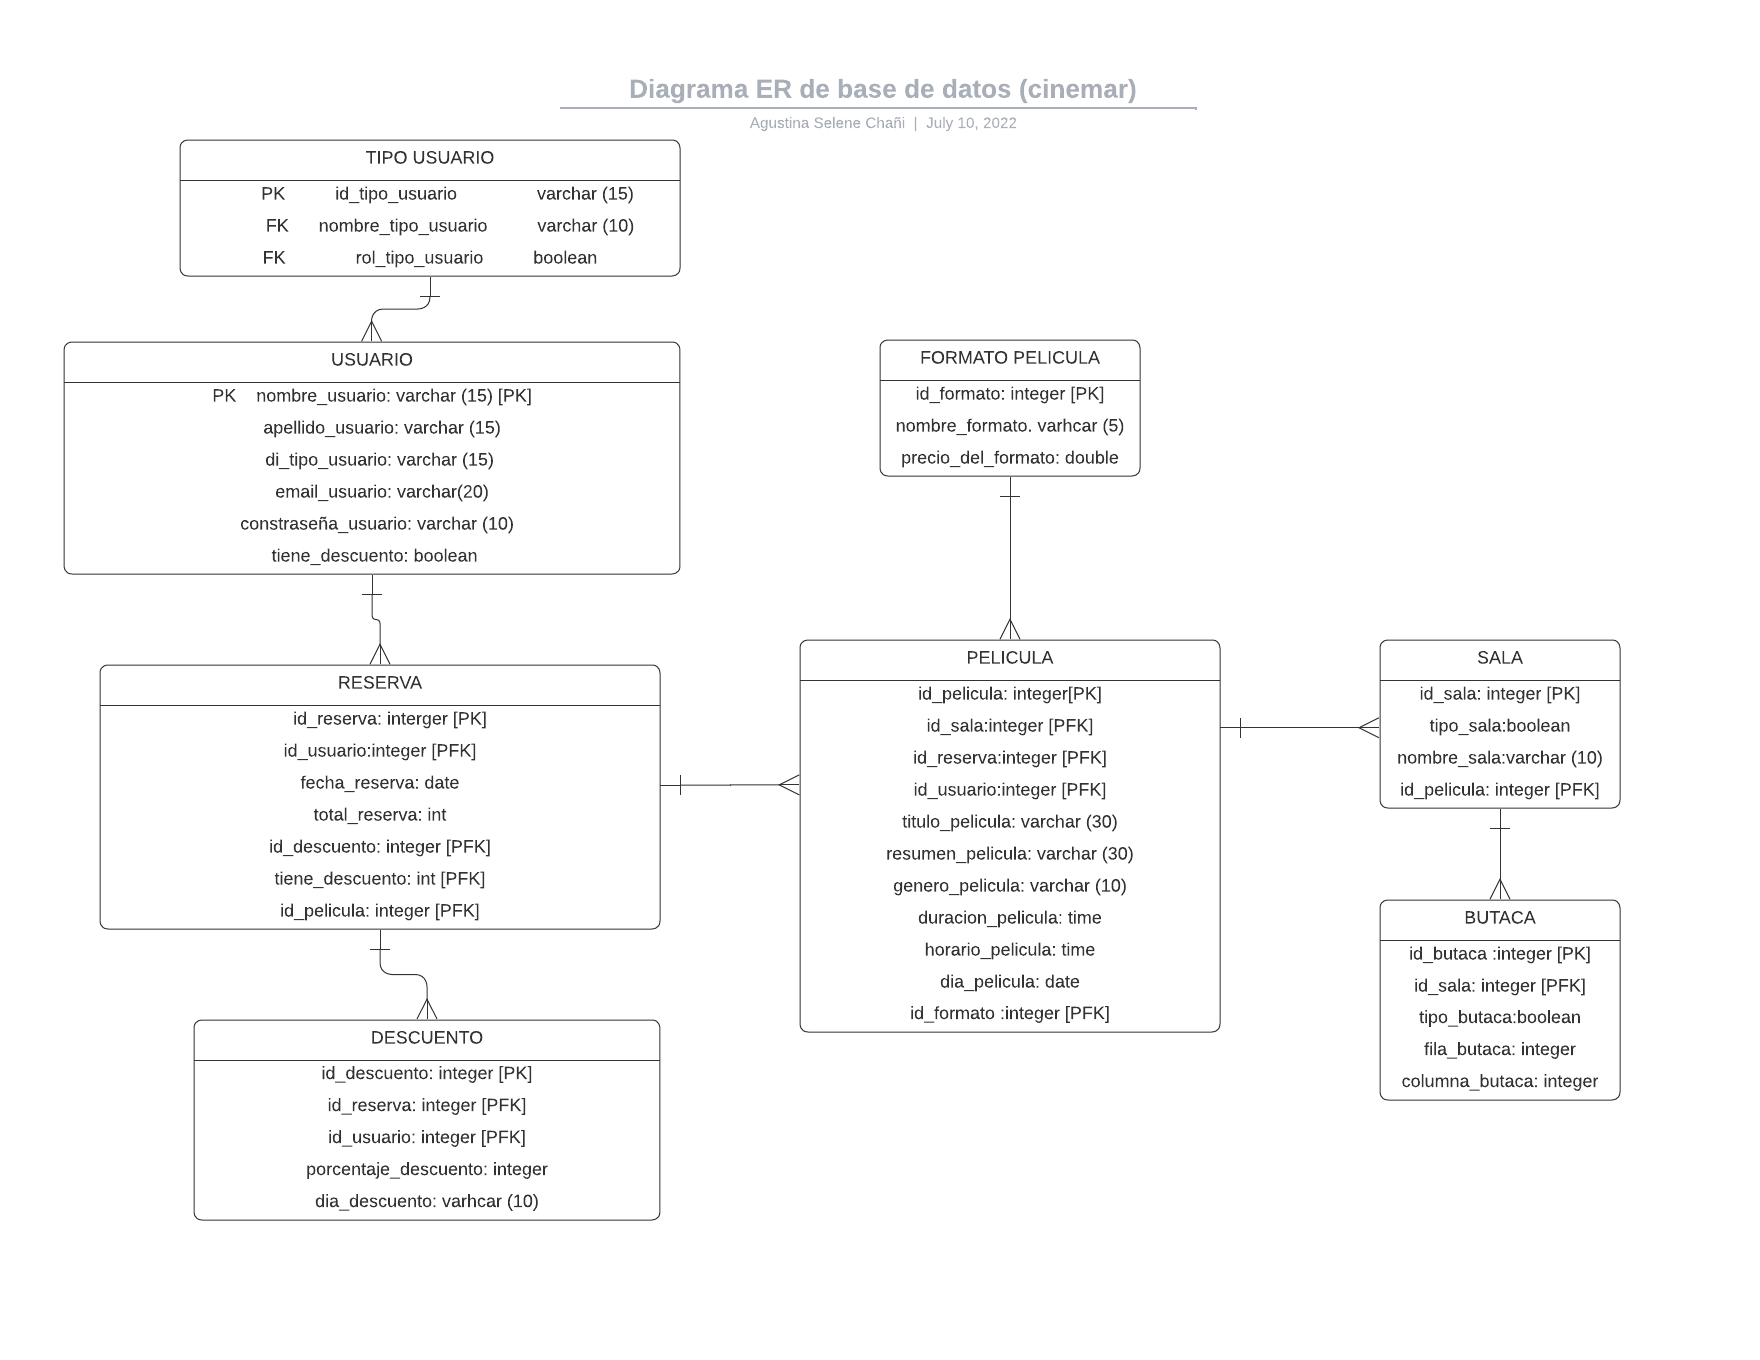 Diagrama ER de base de datos (cinemar)
Agustina Selene Chañi | July 10, 2022
TIPO USUARIO
PK id_tipo_usuario varchar (15)
FK nombre_tipo_usuario varchar (10)
FK rol_tipo_usuario boolean
USUARIO
PK nombre_usuario: varchar (15) [PK]
apellido_usuario: varchar (15)
di_tipo_usuario: varchar (15)
email_usuario: varchar(20)
constraseña_usuario: varchar (10)
tiene_descuento: boolean
RESERVA
id_reserva: interger [PK]
id_usuario:integer [PFK]
fecha_reserva: date
total_reserva: int
id_descuento: integer [PFK]
tiene_descuento: int [PFK]
id_pelicula: integer [PFK]
DESCUENTO
id_descuento: integer [PK]
id_reserva: integer [PFK]
id_usuario: integer [PFK]
porcentaje_descuento: integer
dia_descuento: varhcar (10)
FORMATO PELICULA
id_formato: integer [PK]
nombre_formato. varhcar (5)
precio_del_formato: double
PELICULA
id_pelicula: integer[PK]
id_sala:integer [PFK]
id_reserva:integer [PFK]
id_usuario:integer [PFK]
titulo_pelicula: varchar (30)
resumen_pelicula: varchar (30)
genero_pelicula: varchar (10)
duracion_pelicula: time
horario_pelicula: time
dia_pelicula: date
id_formato :integer [PFK]
SALA
id_sala: integer [PK]
tipo_sala:boolean
nombre_sala:varchar (10)
id_pelicula: integer [PFK]
BUTACA
id_butaca :integer [PK]
id_sala: integer [PFK]
tipo_butaca:boolean
fila_butaca: integer
columna_butaca: integer